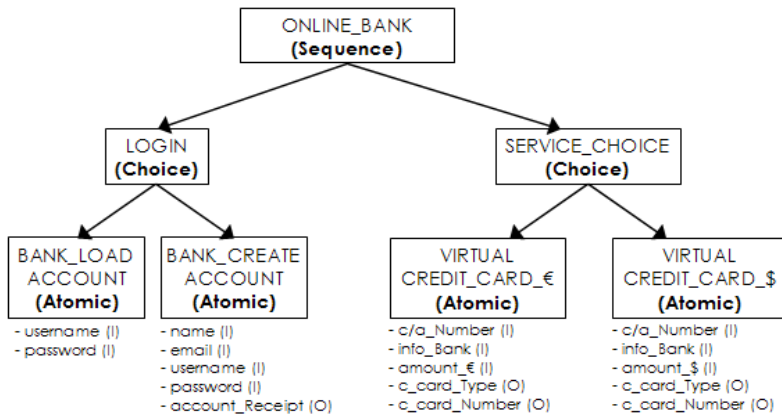 ONLINE_BANK
(Sequence)
LOGIN
(Choice)
SERVICE_CHOICE
(Choice)
BANK_LOAD
ACCOUNT
(Atomic)
- username (I)
- password (I)
BANK_CREATE
ACCOUNT
(Atomic)
- name (I)
- email (I)
- username (I)
- password (I)
- account_Receipt (O)
VIRTUAL
CREDIT_CARD_€
(Atomic)
- c/a_Number (I)
- info_Bank (I)
- amount_€ (I)
- c_card_Type (O)
- c_card_Number (O)
VIRTUAL
CREDIT_CARD_$
(Atomic)
- c/a_Number (I)
- info_Bank (I)
- amount_$ (I)
- c_card_Type (O)
- c_card_Number (O)